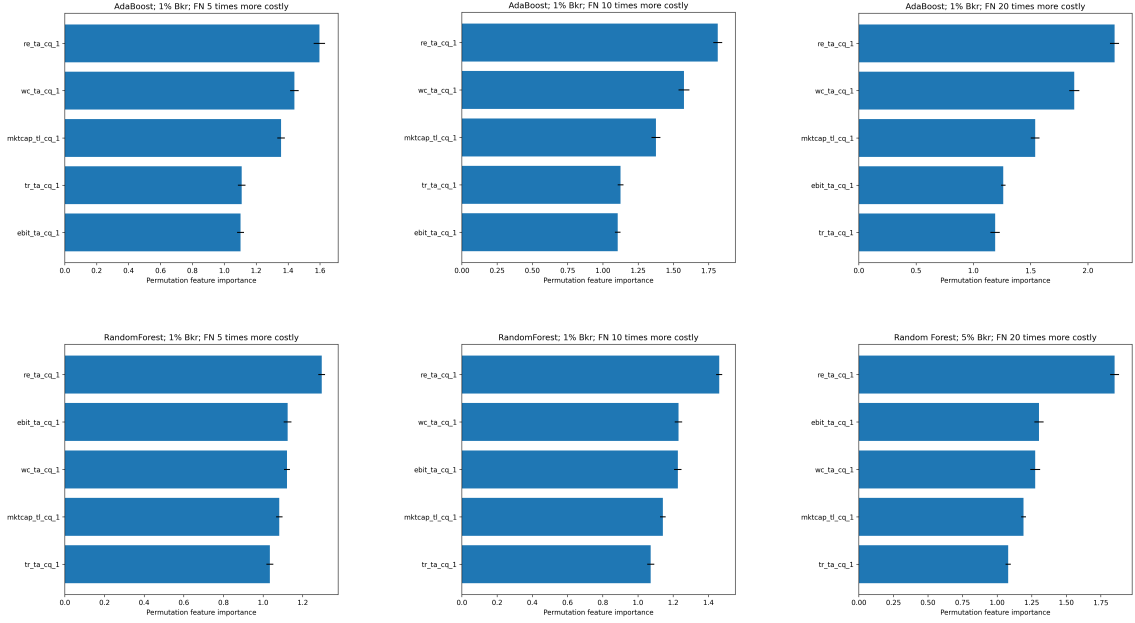 AdaBoost; 1% Bkr; FN 5 times more costly
re_ta_cq_1
wc_ta_cq_1
mktcap_tl_cq_1
tr_ta_cq_1
ebit_ta_cq_1
0.0 0.2 0.4 0.6 0.8 1.0 1.2 1.4 1.6
Permutation feature importance
AdaBoost; 1% Bkr; FN 10 times more costly
re_ta_cq_1
wc_ta_cq_1
mktcap_tl_cq_1
tr_ta_cq_1
ebit_ta_cq_1
0.00 0.25 0.50 0.75 1.00 1.25 1.50 1.75
Permutation feature importance
AdaBoost; 1% Bkr; FN 20 times more costly
re_ta_cq_1
wc_ta_cq_1
mktcap_tl_cq_1
ebit_ta_cq_1
tr_ta_cq_1
0.0 0.5 1.0 1.5 2.0
Permutation feature importance
RandomForest; 1% Bkr; FN 5 times more costly
re_ta_cq_1
ebit_ta_cq_1
wc_ta_cq_1
mktcap_tl_cq_1
tr_ta_cq_1
0.0 0.2 0.4 0.6 0.8 1.0 1.2
Permutation feature importance
RandomForest; 1% Bkr; FN 10 times more costly
re_ta_cq_1
wc_ta_cq_1
ebit_ta_cq_1
mktcap_tl_cq_1
tr_ta_cq_1
0.0 0.2 0.4 0.6 0.8 1.0 1.2 1.4
Permutation feature importance
Random Forest; 5% Bkr; FN 20 times more costly
re_ta_cq_1
ebit_ta_cq_1
wc_ta_cq_1
mktcap_tl_cq_1
tr_ta_cq_1
0.00 0.25 0.50 0.75 1.00 1.25 1.50 1.75
Permutation feature importance